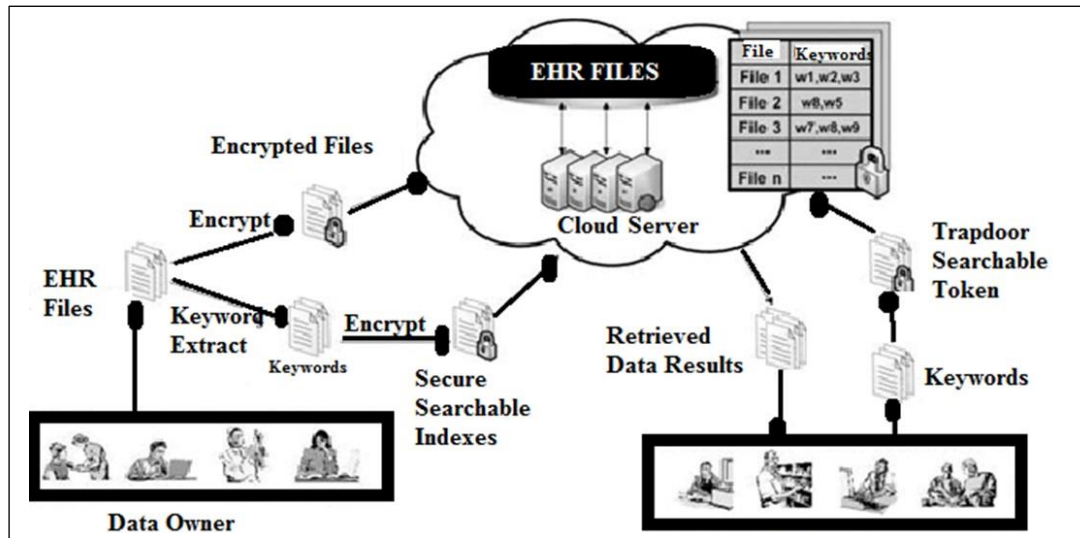 EHR FILES
File Keywords
File 1 w1,w2,w3
File 2 w8,w5
File 3 w7,w8,w9
... ...
File n ...
Encrypted Files
Encrypt
Cloud Server
Trapdoor
Searchable
Token
EHR
Files
Keyword
Extract
Encrypt
Keywords
Secure
Searchable
Indexes
Retrieved
Data Results
Keywords
Data Owner